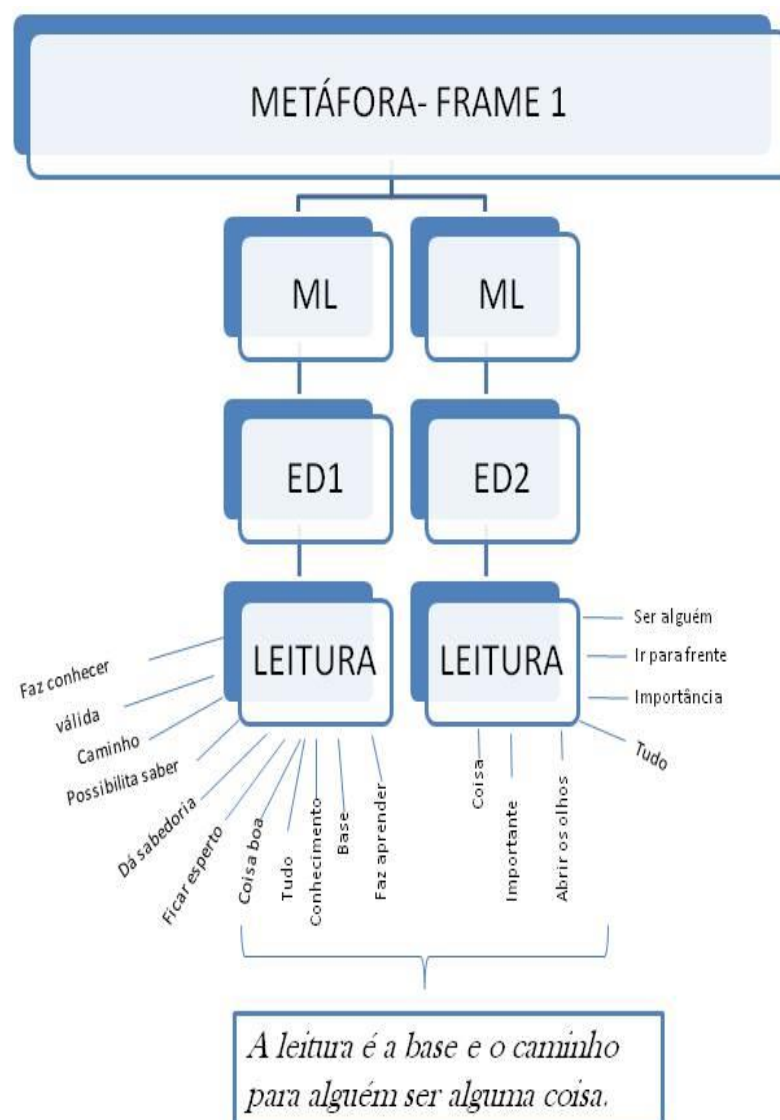 METÁFORA- FRAME 1
ML
ML
ED1
ED2
LEITURA
LEITURA
Faz conhecer
válida
Caminho
Possibilita saber
Dá sabedoria
Ficar esperto
Coisa boa
Tudo
Conhecimento
Base
Faz aprender
Coisa
Importante
Abrir os olhos
Tudo
Importância
Ir para frente
Ser alguém
A leitura é a base e o caminho
para alguém ser alguma coisa.